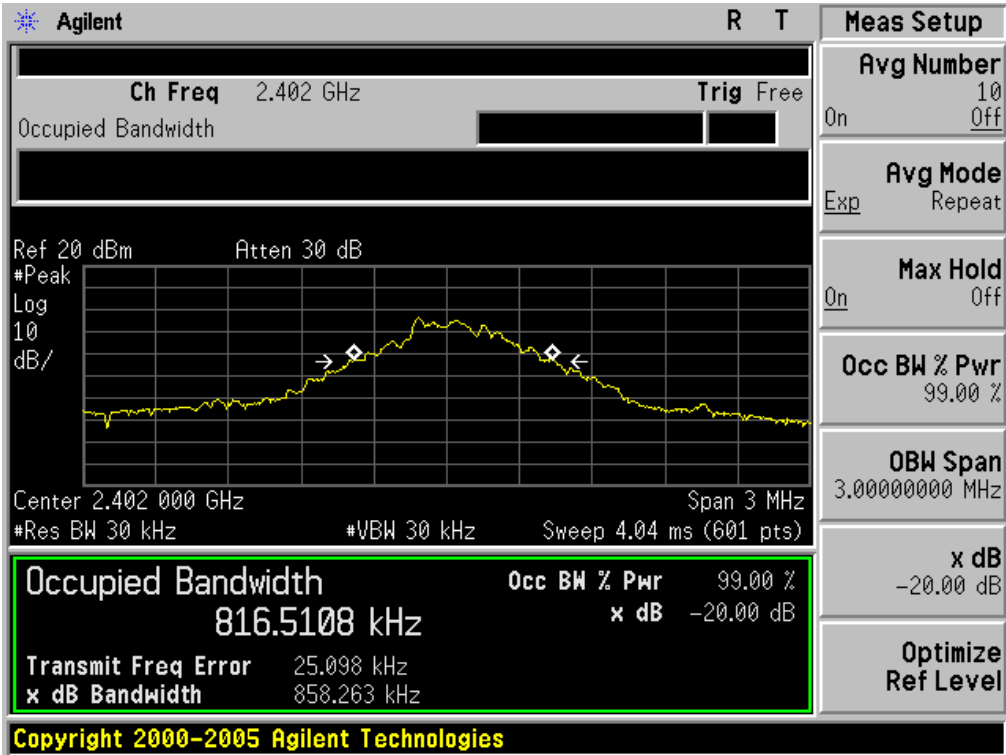 Agilent R T
Ch Freq 2.402 GHz Trig Free
Occupied Bandwidth
Ref 20 dBm Atten 30 dB
#Peak
Log
10
dB/
Center 2.402 000 GHz Span 3 MHz
#Res BW 30 kHz #VBW 30 kHz Sweep 4.04 ms (601 pts)
Occupied Bandwidth Occ BW % Pwr 99.00 %
816.5108 kHz x dB -20.00 dB
Transmit Freq Error 25.098 kHz
x dB Bandwidth 858.263 kHz
Copyright 2000-2005 Agilent Technologies
Meas Setup
Avg Number
10
On Off
Avg Mode
Exp Repeat
Max Hold
On Off
Occ BW % Pwr
99.00 %
OBW Span
3.00000000 MHz
x dB
-20.00 dB
Optimize
Ref Level